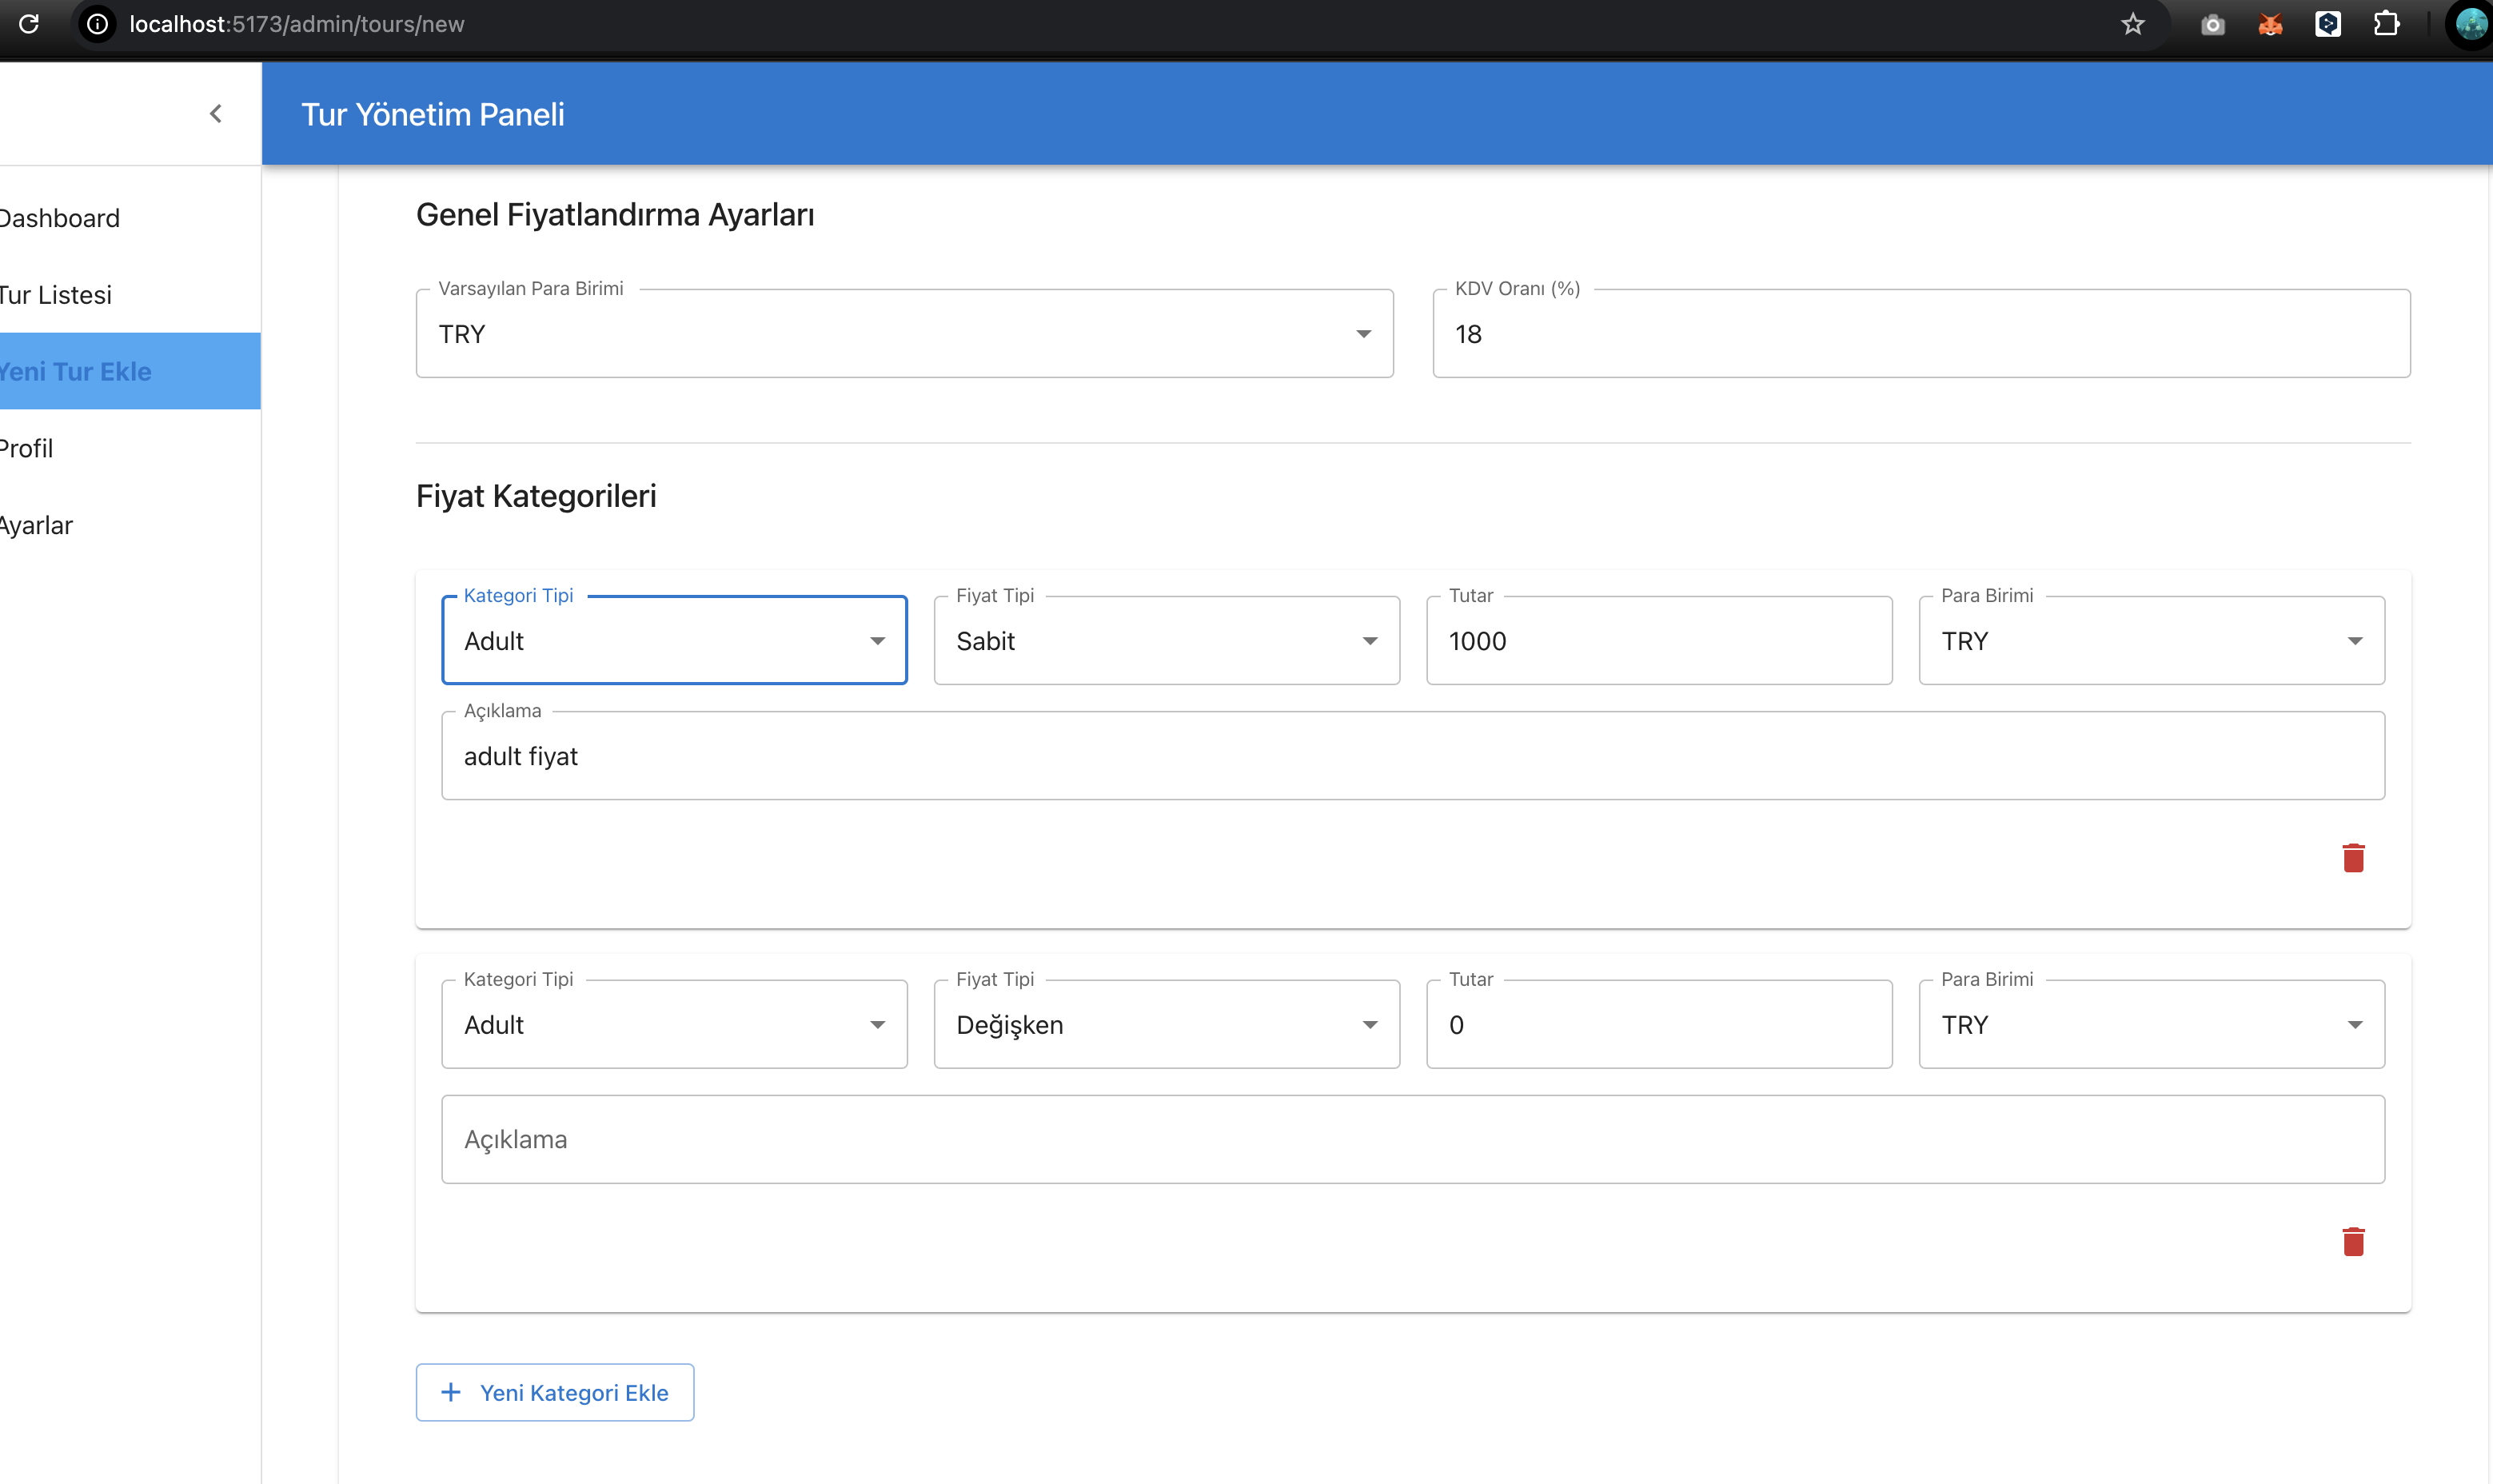 localhost:5173/admin/tours/new
Tur Yönetim Paneli
Dashboard
Tur Listesi
Yeni Tur Ekle
Profil
Ayarlar
Genel Fiyatlandırma Ayarları
Varsayılan Para Birimi
TRY
KDV Oranı (%)
18
Fiyat Kategorileri
Kategori Tipi
Adult
Fiyat Tipi
Sabit
Tutar
1000
Para Birimi
TRY
Açıklama
adult fiyat
Kategori Tipi
Adult
Fiyat Tipi
Değişken
Tutar
0
Para Birimi
TRY
Açıklama
Yeni Kategori Ekle